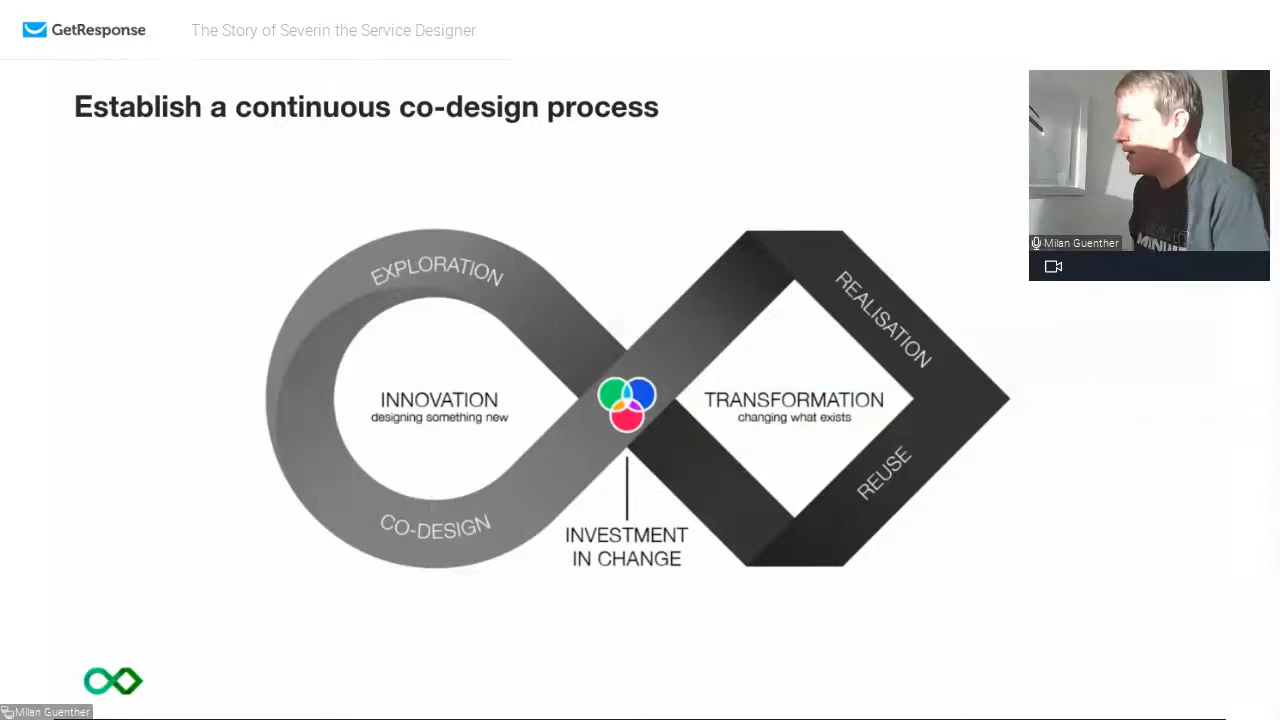 GetResponse
The Story of Severin the Service Designer
Establish a continuous co-design process
Milan Guenther
EXPLORATION
REALISATION
INNOVATION
designing something new
TRANSFORMATION
changing what exists
REUSE
CO-DESIGN
INVESTMENT
IN CHANGE
Milan Guenther